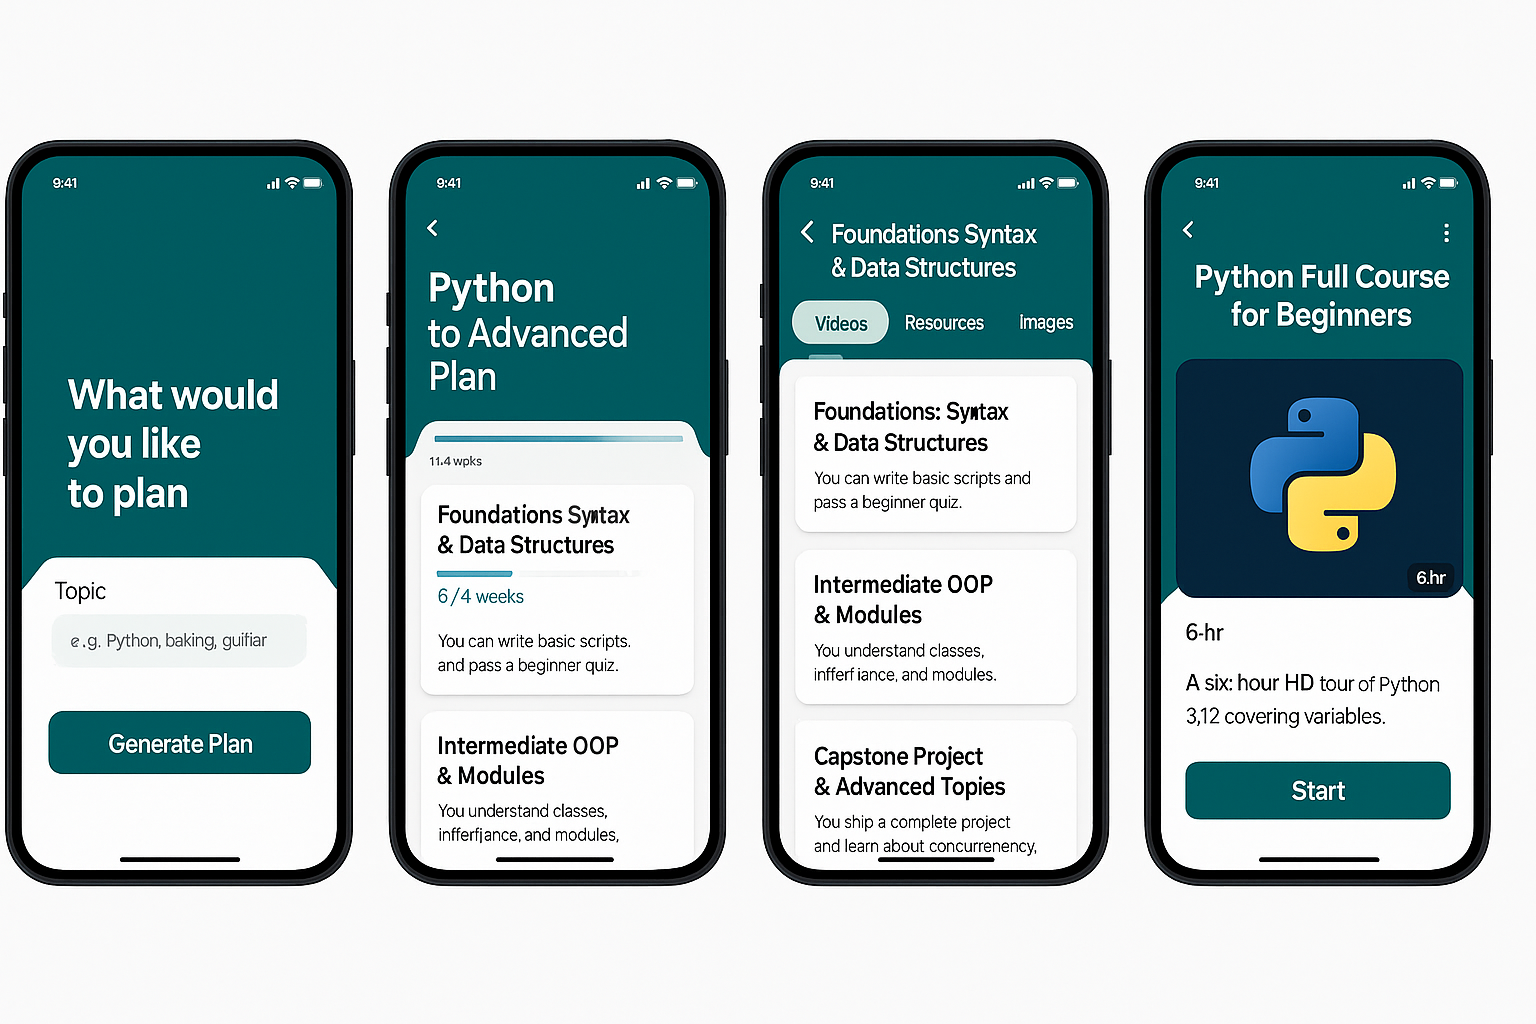 9:41
What would
you like
to plan
Topic
e.g. Python, baking, guifiar
Generate Plan
9:41
Python
to Advanced
Plan
11.4 wpks
Foundations Syntax
& Data Structures
6/4 weeks
You can write basic scripts.
and pass a beginner quiz.
Intermediate OOP
& Modules
You understand classes,
infferfjance, and modules,
9:41
Foundations Syntax
& Data Structures
Videos Resources Images
Foundations: Syntax
& Data Structures
You can write basic scripts and
pass a beginner quiz.
Intermediate OOP
& Modules
You understand classes,
infferf iance, and modules.
Capstone Project
& Advanced Topies
You ship a complete project
and learn about concurrenency,
9:41
Python Full Course
for Beginners
6.hr
6-hr
A six: hour HD tour of Python
3,12 covering variables.
Start